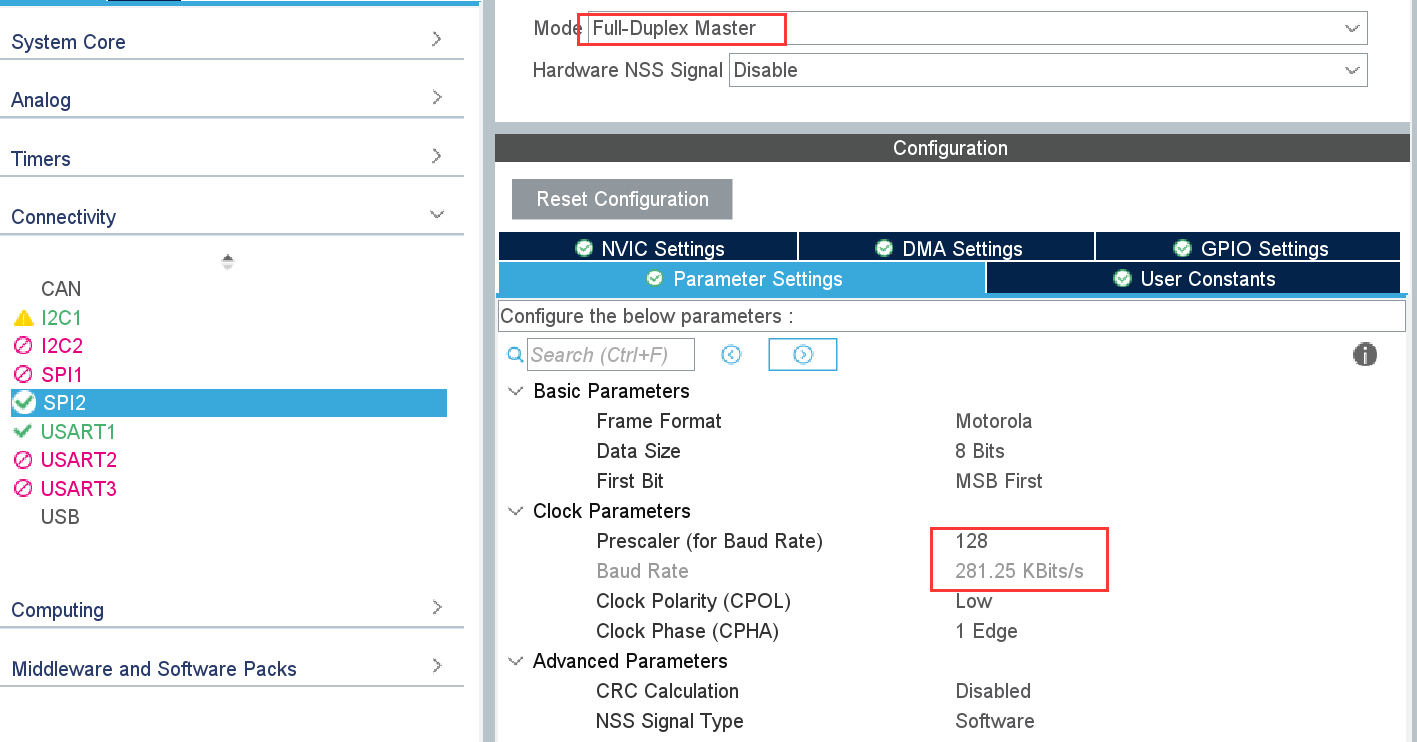 System Core
Analog
Timers
Connectivity
CAN
I2C1
I2C2
SPI1
SPI2
USART1
USART2
USART3
USB
Computing
Middleware and Software Packs
Mode Full-Duplex Master
Hardware NSS Signal Disable
Configuration
Reset Configuration
NVIC Settings DMA Settings GPIO Settings
Parameter Settings User Constants
Configure the below parameters :
Search (Ctrl+F)
Basic Parameters
Frame Format Motorola
Data Size 8 Bits
First Bit MSB First
Clock Parameters
Prescaler (for Baud Rate) 128
Baud Rate 281.25 KBits/s
Clock Polarity (CPOL) Low
Clock Phase (CPHA) 1 Edge
Advanced Parameters
CRC Calculation Disabled
NSS Signal Type Software